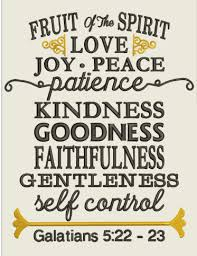 FRUIT of the SPIRIT
LOVE
JOY • PEACE
patience
KINDNESS
GOODNESS
FAITHFULNESS
GENTLENESS
self control
Galatians 5:22 - 23